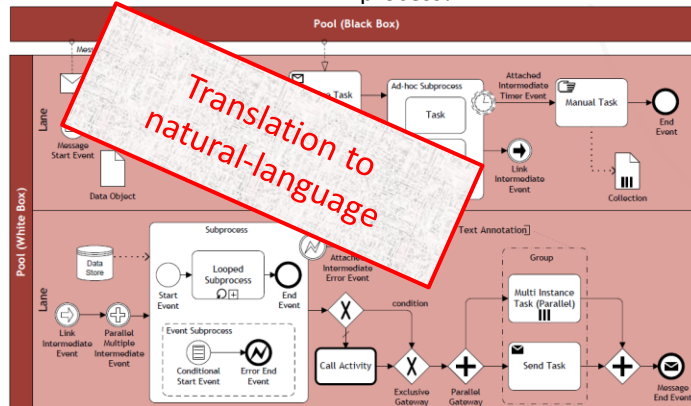 Pool (Black Box)
Pool (White Box)
Lane
Message
Start Event
Data Object
Task
Ad-hoc Subprocess
Task
Attached
Intermediate
Timer Event
Manual Task
End
Event
Link
Intermediate
Event
Collection
Translation to
natural-language
Lane
Data
Store
Link
Intermediate
Event
Parallel
Multiple
Intermediate
Event
Subprocess
Start
Event
Looped
Subprocess
End
Event
Event Subprocess
Conditional
Start Event
Error End
Event
Intermediate
Error Event
Call Activity
condition
Exclusive
Gateway
Parallel
Gateway
Text Annotation
Group
Multi Instance
Task (Parallel)
Send Task
Message
End Event